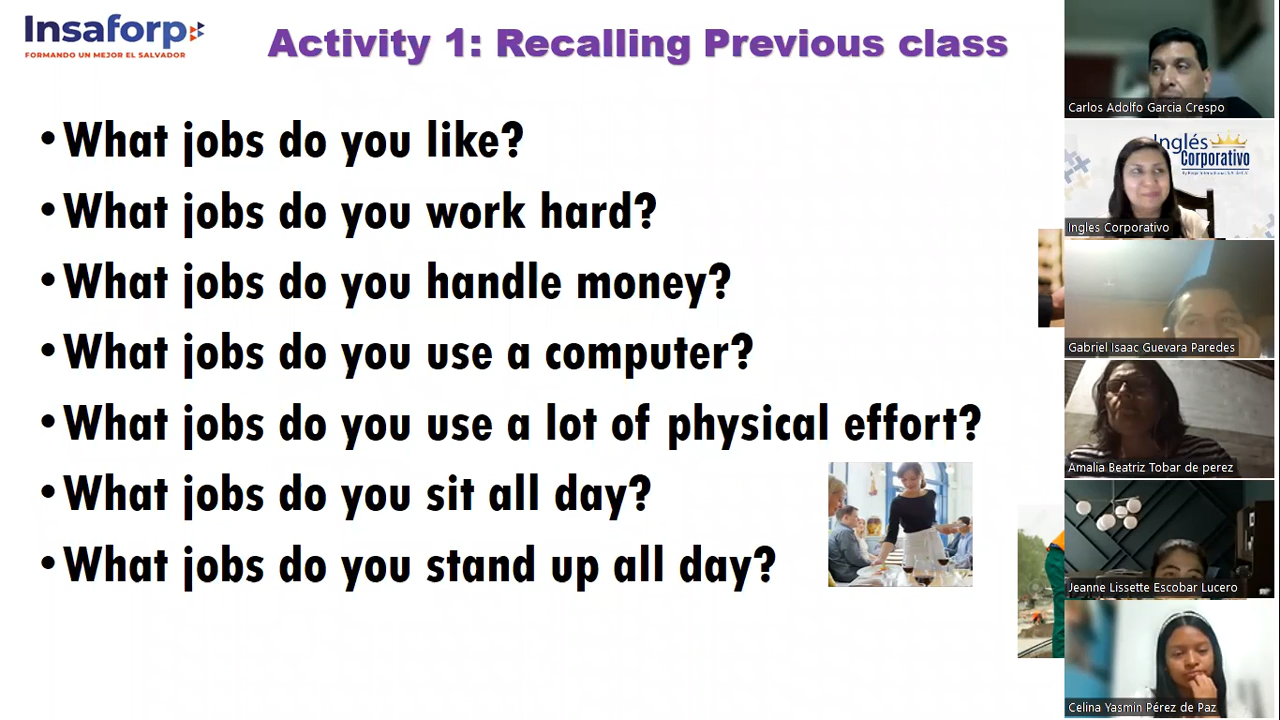 Insaforp
FORMANDO UN MEJOR EL SALVADOR
Activity 1: Recalling Previous class
•What jobs do you like?
•What jobs do you work hard?
•What jobs do you handle money?
•What jobs do you use a computer?
•What jobs do you use a lot of physical effort?
•What jobs do you sit all day?
•What jobs do you stand up all day?
Carlos Adolfo Garcia Crespo
Inglés
Corporativo
Ingles Corporativo
Gabriel Isaac Guevara Paredes
Amalia Beatriz Tobar de perez
Jeanne Lissette Escobar Lucero
Celina Yasmin Pérez de Paz